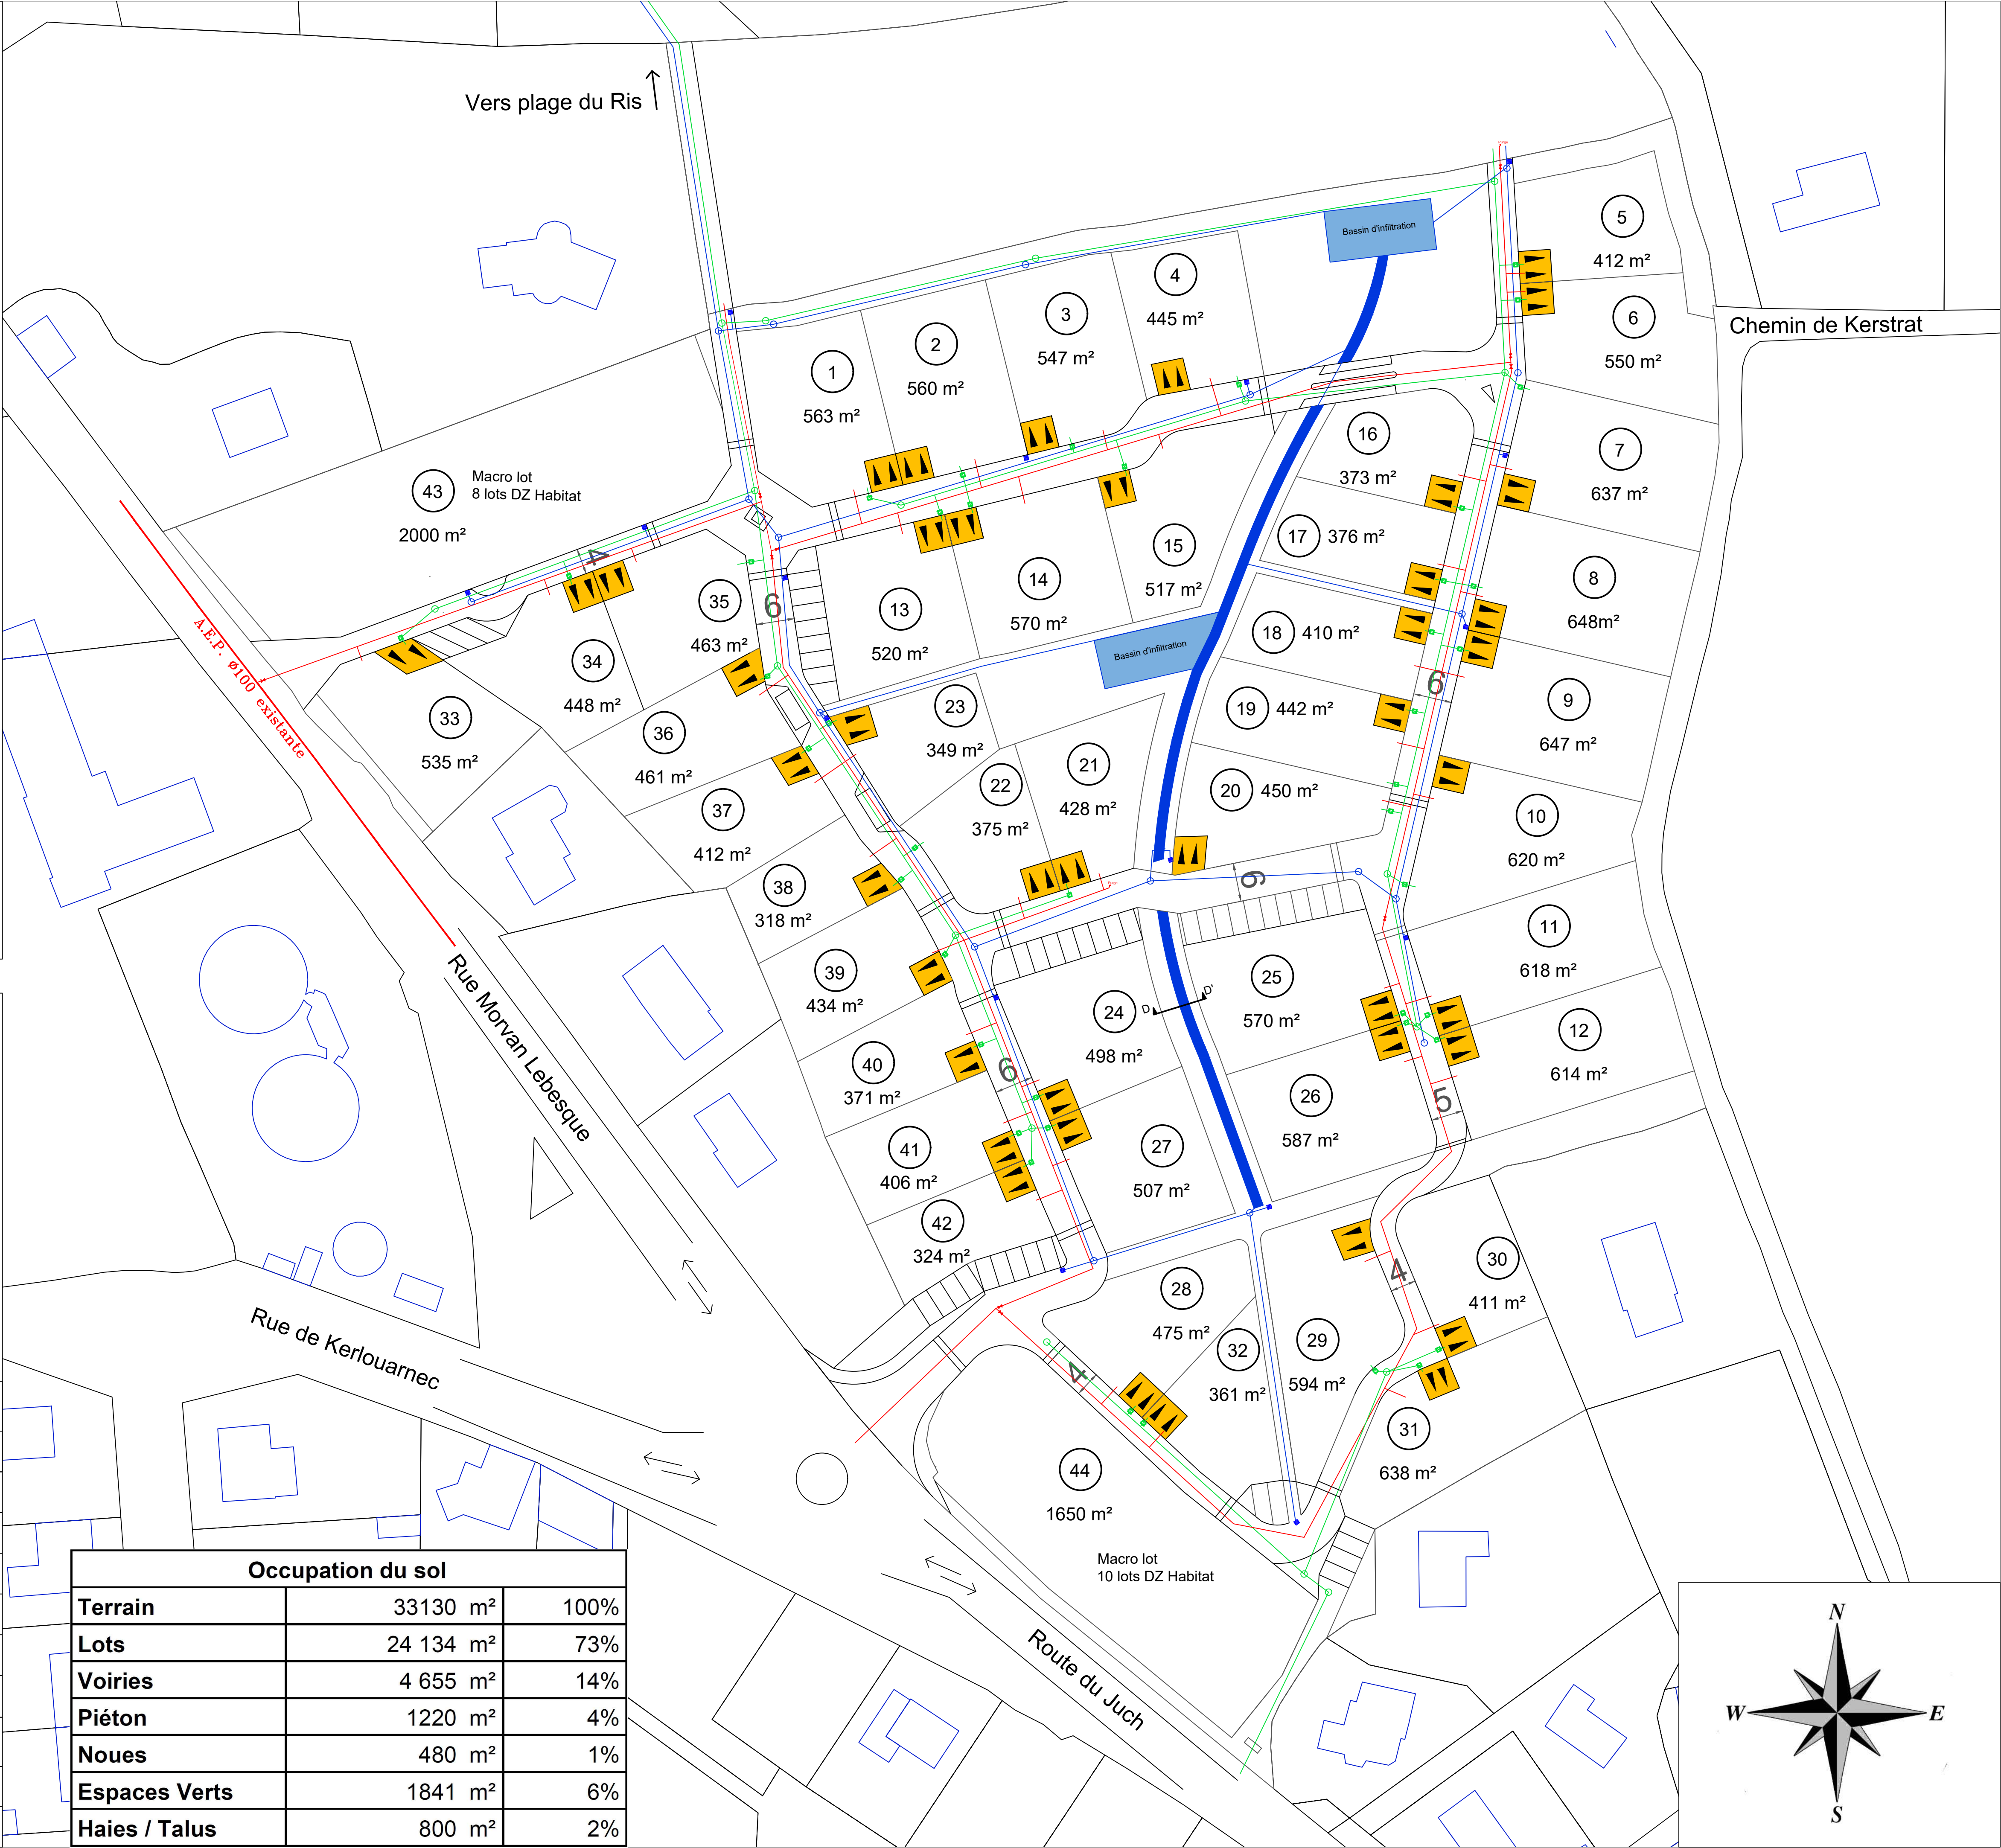 Vers plage du Ris
Bassin d'infiltration
5
412 m²
4
445 m²
3
547 m²
6
550 m²
Chemin de Kerstrat
2
560 m²
1
563 m²
16
373 m²
7
637 m²
43
Macro lot
8 lots DZ Habitat
2000 m²
4
17
376 m²
15
517 m²
14
570 m²
8
648m²
35
463 m²
6
13
520 m²
18
410 m²
Bassin d'infiltration
A.E.P. ø100 existante
34
448 m²
33
535 m²
36
461 m²
23
349 m²
19
442 m²
6
9
647 m²
22
375 m²
21
428 m²
20
450 m²
37
412 m²
10
620 m²
38
318 m²
6
11
618 m²
39
434 m²
24
498 m²
D
D'
25
570 m²
12
614 m²
Rue Morvan Lebesque
40
371 m²
6
26
587 m²
5
41
406 m²
27
507 m²
42
324 m²
28
475 m²
4
30
411 m²
32
361 m²
29
594 m²
Rue de Kerlouarnec
4
31
638 m²
44
1650 m²
Macro lot
10 lots DZ Habitat
Route du Juch
Occupation du sol
Terrain 33130 m² 100%
Lots 24 134 m² 73%
Voiries 4 655 m² 14%
Piéton 1220 m² 4%
Noues 480 m² 1%
Espaces Verts 1841 m² 6%
Haies / Talus 800 m² 2%
N
W
E
S